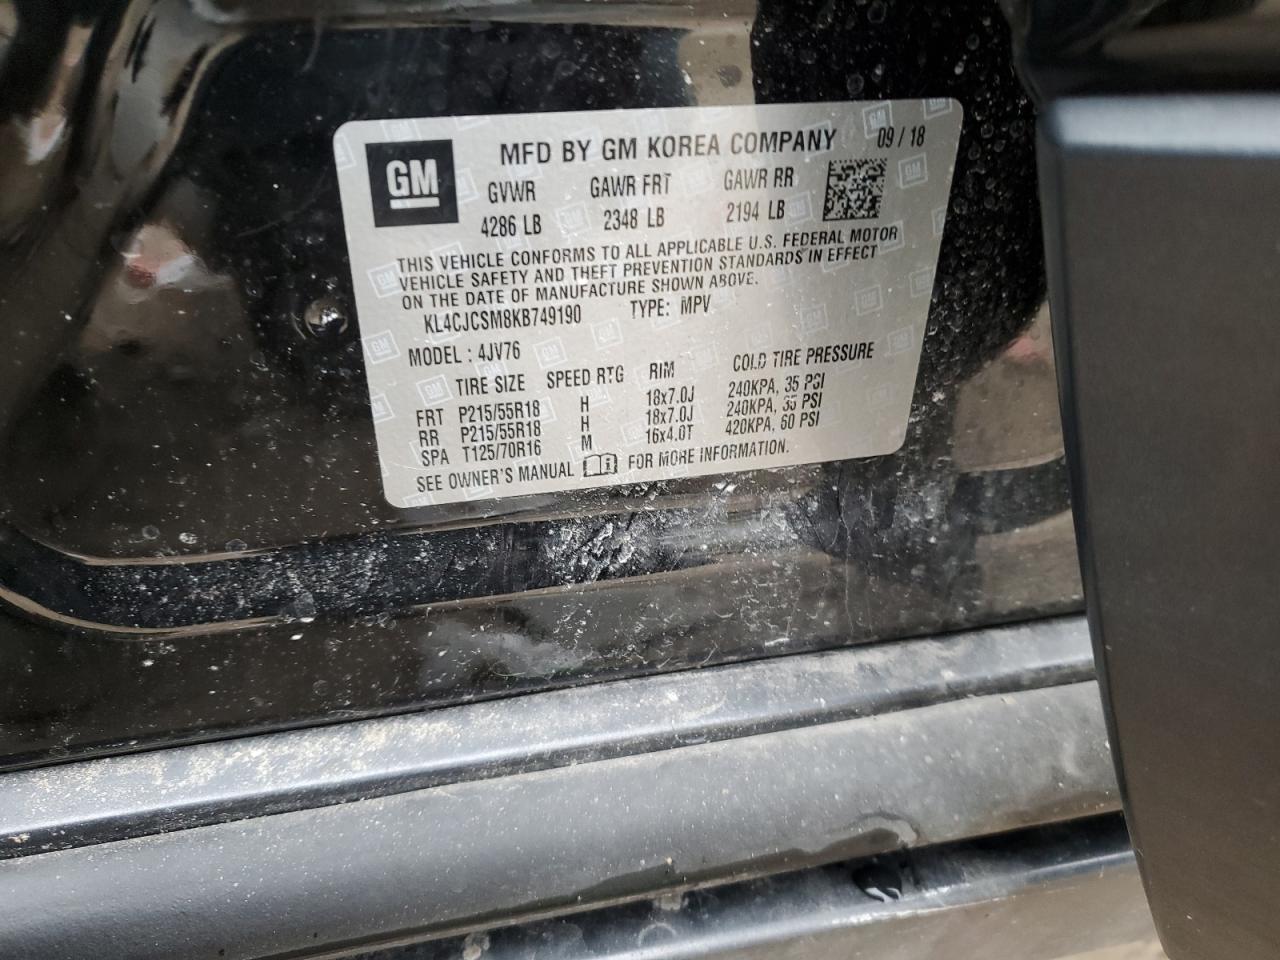 GM
MFD BY GM KOREA COMPANY 09 / 18
GVWR GAWR FRT GAWR RR
4286 LB 2348 LB 2194 LB
THIS VEHICLE CONFORMS TO ALL APPLICABLE U.S. FEDERAL MOTOR
VEHICLE SAFETY AND THEFT PREVENTION STANDARDS IN EFFECT
ON THE DATE OF MANUFACTURE SHOWN ABOVE.
KL4CJCSM8KB749190 TYPE: MPV
MODEL : 4JV76
TIRE SIZE SPEED RTG RIM COLD TIRE PRESSURE
FRT P215/55R18 H 18x7.0J 240KPA, 35 PSI
RR P215/55R18 H 18x7.0J 240KPA, 35 PSI
SPA T125/70R16 M 16x4.0T 420KPA, 60 PSI
SEE OWNER'S MANUAL FOR MORE INFORMATION.